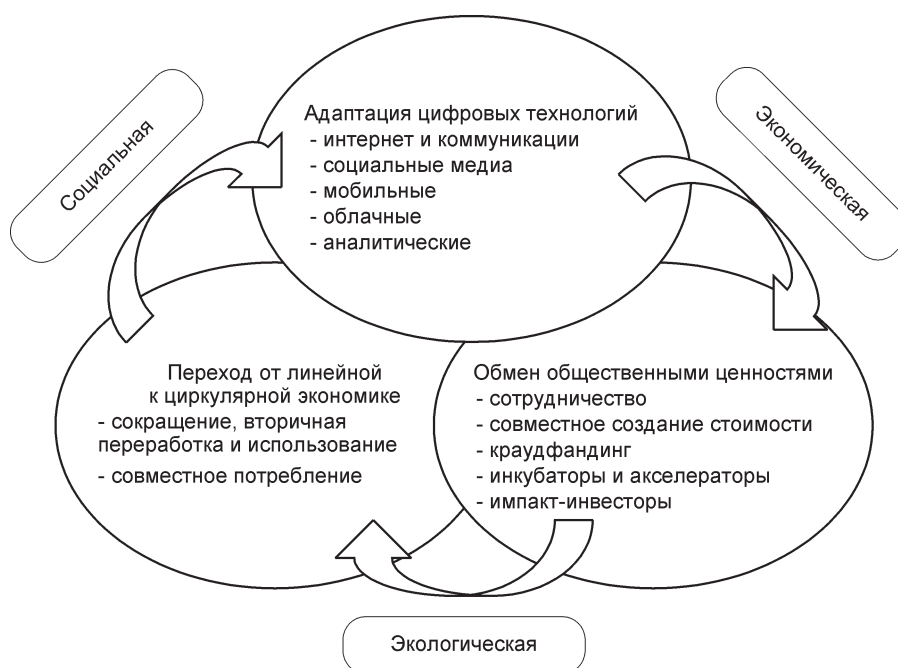 Социальная
Экономическая
Адаптация цифровых технологий
- интернет и коммуникации
- социальные медиа
- мобильные
- облачные
- аналитические
Переход от линейной
к циркулярной экономике
- сокращение, вторичная
переработка и использование
- совместное потребление
Обмен общественными ценностями
- сотрудничество
- совместное создание стоимости
- краудфандинг
- инкубаторы и акселераторы
- импакт-инвесторы
Экологическая